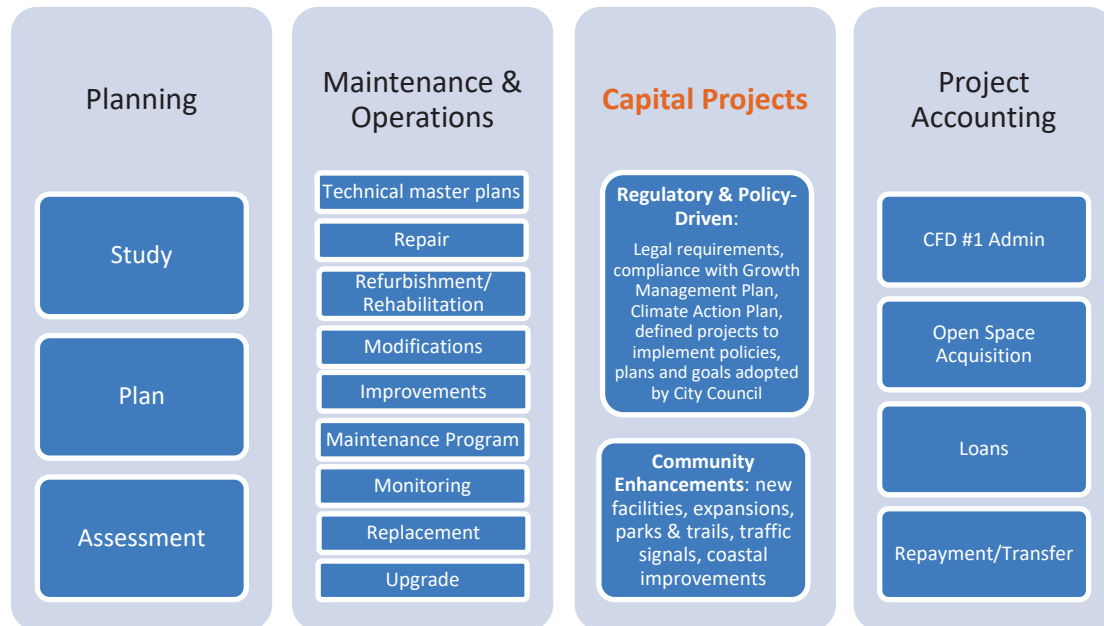 Planning
Study
Plan
Assessment
Maintenance &
Operations
Technical master plans
Repair
Refurbishment/
Rehabilitation
Modifications
Improvements
Maintenance Program
Monitoring
Replacement
Upgrade
Capital Projects
Regulatory & Policy-
Driven:
Legal requirements,
compliance with Growth
Management Plan,
Climate Action Plan,
defined projects to
implement policies,
plans and goals adopted
by City Council
Community
Enhancements: new
facilities, expansions,
parks & trails, traffic
signals, coastal
improvements
Project
Accounting
CFD #1 Admin
Open Space
Acquisition
Loans
Repayment/Transfer